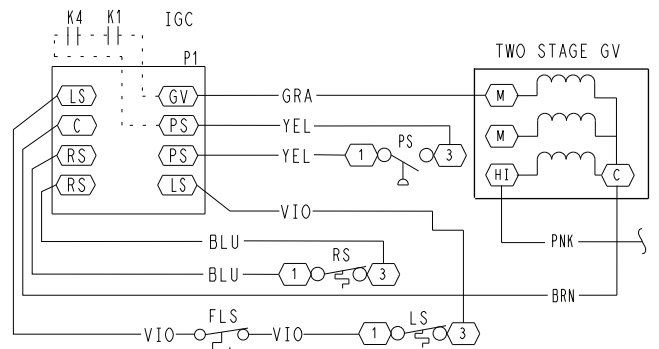 K4 K1 IGC
P1
TWO STAGE GV
LS GV GRA M
C PS YEL M
RS PS YEL 1 PS 3 HI C
RS LS
VIO
BLU PNK
BLU 1 RS 3
BRN
VIO FLS VIO 1 LS 3